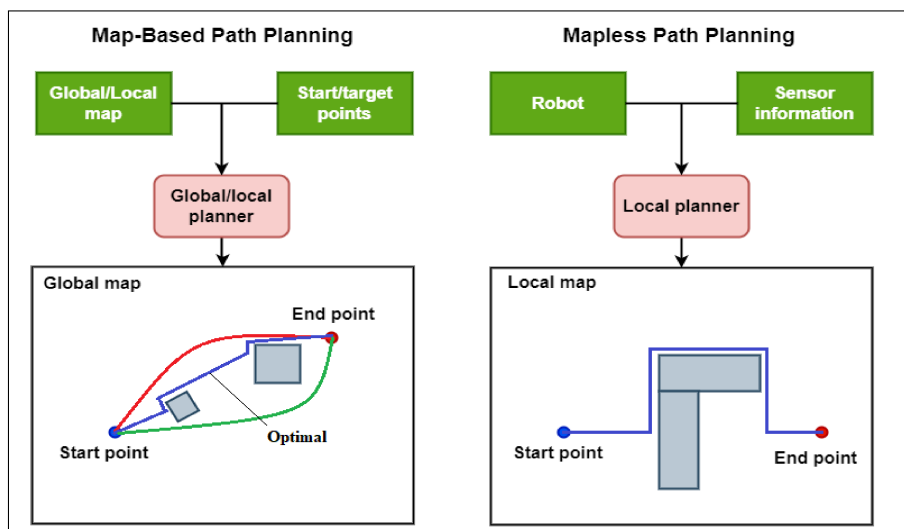 Map-Based Path Planning
Global/Local
map
Start/target
points
Global/local
planner
Global map
End point
Optimal
Start point
Mapless Path Planning
Robot
Sensor
information
Local planner
Local map
Start point
End point